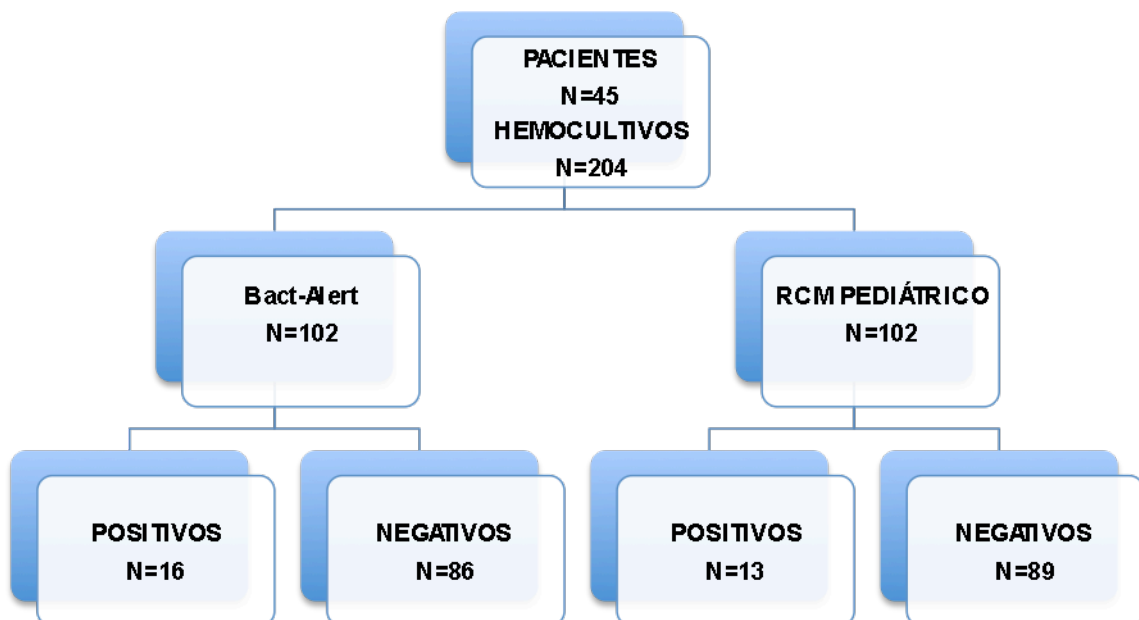 PACIENTES
N=45
HEMOCULTIVOS
N=204
Bact-Alert
N=102
RCM PEDIÁTRICO
N=102
POSITIVOS
N=16
NEGATIVOS
N=86
POSITIVOS
N=13
NEGATIVOS
N=89